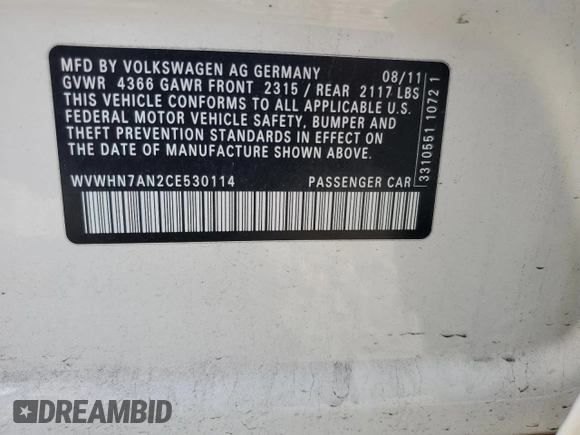 MFD BY VOLKSWAGEN AG GERMANY 08/11
GVWR 4366 GAWR FRONT 2315 / REAR 2117 LBS
THIS VEHICLE CONFORMS TO ALL APPLICABLE U.S.
FEDERAL MOTOR VEHICLE SAFETY, BUMPER AND
THEFT PREVENTION STANDARDS IN EFFECT ON
THE DATE OF MANUFACTURE SHOWN ABOVE.
WVWHN7AN2CE530114 PASSENGER CAR
3310551 1072 1
DREAMBID